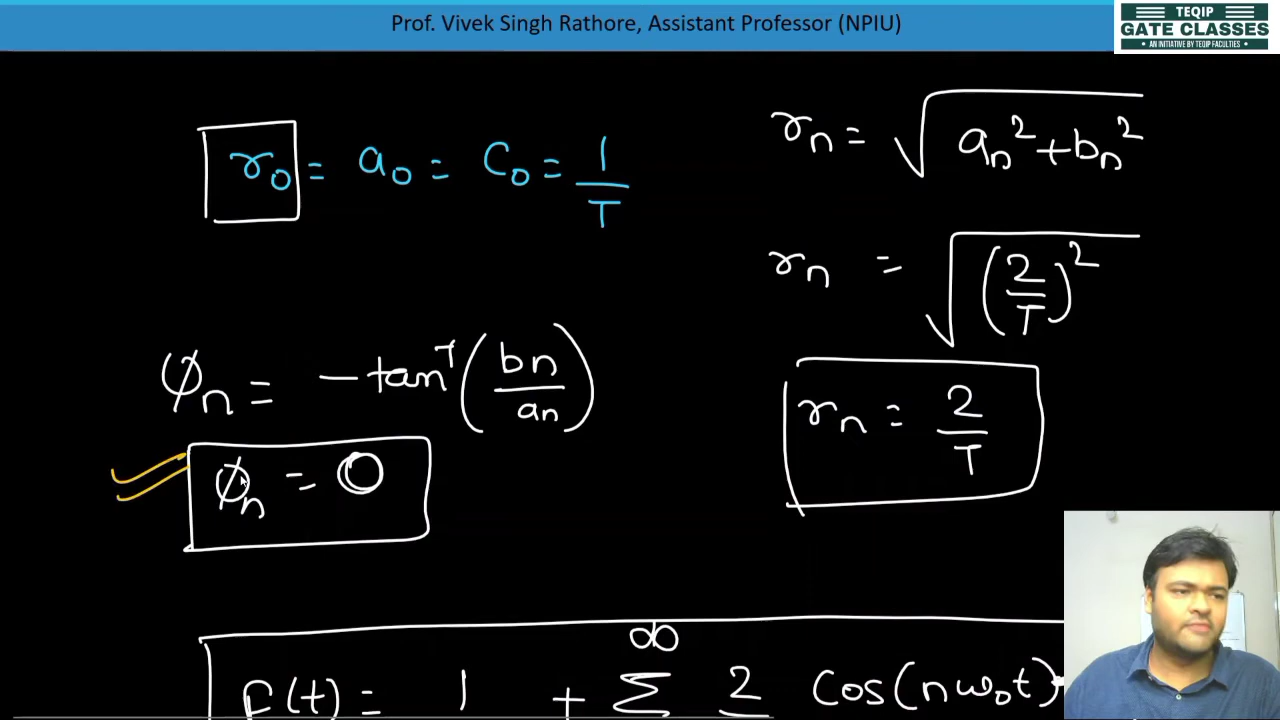 Prof. Vivek Singh Rathore, Assistant Professor (NPIU)
TEQIP
GATE CLASSES
AN INITIATIVE BY TEQIP FACULTIES
r₀ = a₀ = C₀ = 1/T
rn = √(an² + bn²)
rn = √((2/T)²)
ϕn = -tan⁻¹(bn/an)
rn = 2/T
ϕn = 0
F(t) = 1 + ∑ ∞ 2 cos(nω₀t)